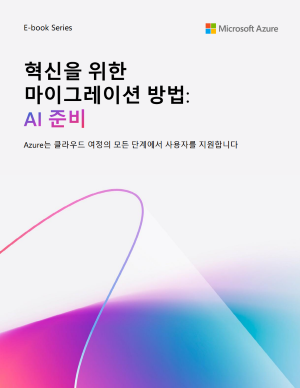 E-book Series
Microsoft Azure
혁신을 위한
마이그레이션 방법:
AI 준비
Azure는 클라우드 여정의 모든 단계에서 사용자를 지원합니다